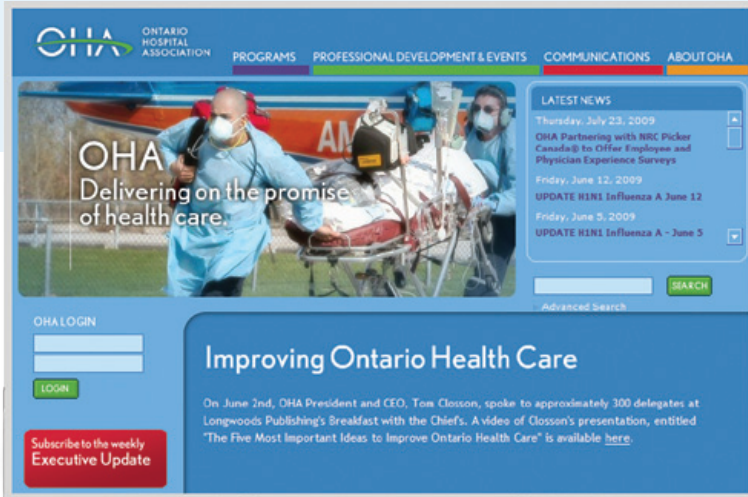 OHA
ONTARIO
HOSPITAL
ASSOCIATION
PROGRAMS PROFESSIONAL DEVELOPMENT & EVENTS COMMUNICATIONS ABOUT OHA
AM
OHA
Delivering on the promise
of health care.
LATEST NEWS
Thursday, July 23, 2009
OHA Partnering with NRC Picker
Canada® to Offer Employee and
Physician Experience Surveys
Friday, June 12, 2009
UPDATE H1N1 Influenza A June 12
Friday, June 5, 2009
UPDATE H1N1 Influenza A - June 5
SEARCH
Advanced Search
OHA LOGIN
LOGIN
Subscribe to the weekly
Executive Update
Improving Ontario Health Care
On June 2nd, OHA President and CEO, Tom Closson, spoke to approximately 300 delegates at
Longwoods Publishing's Breakfast with the Chiefs. A video of Closson's presentation, entitled
"The Five Most Important Ideas to Improve Ontario Health Care" is available here.